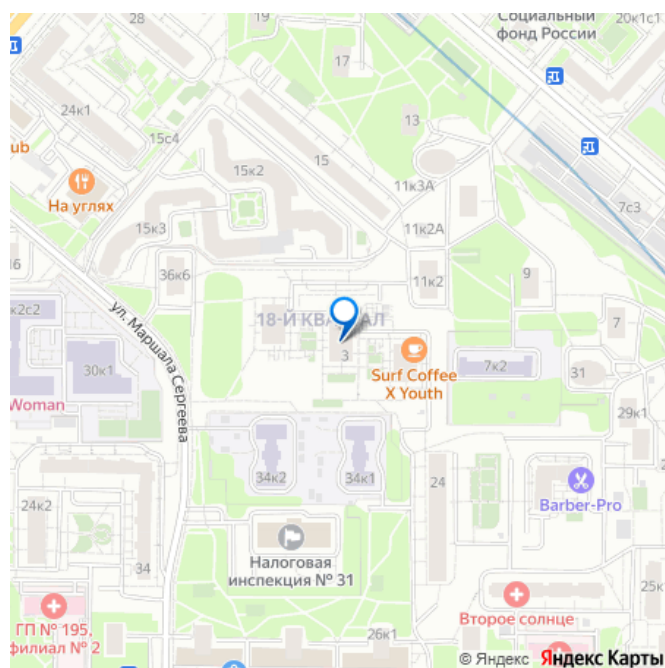 19
18
Социальный
фонд России
20к1с1
17
24к1
13
15с4
15
ub
15к2
На углях
11к3А
7с3
15к3
11к2А
16
36к6
11к2
9
18-Й КВАРТАЛ
7
к2с2
ул. Маршала Сергеева
3
30к1
Surf Coffee
X Youth
7к2
31
Woman
29к1
34к2
34к1
24
24к2
Barber-Pro
Налоговая
инспекция № 31
34
25к
ГП № 195,
филиал № 2
Второе солнце
26к1
© Яндекс Яндекс Карты